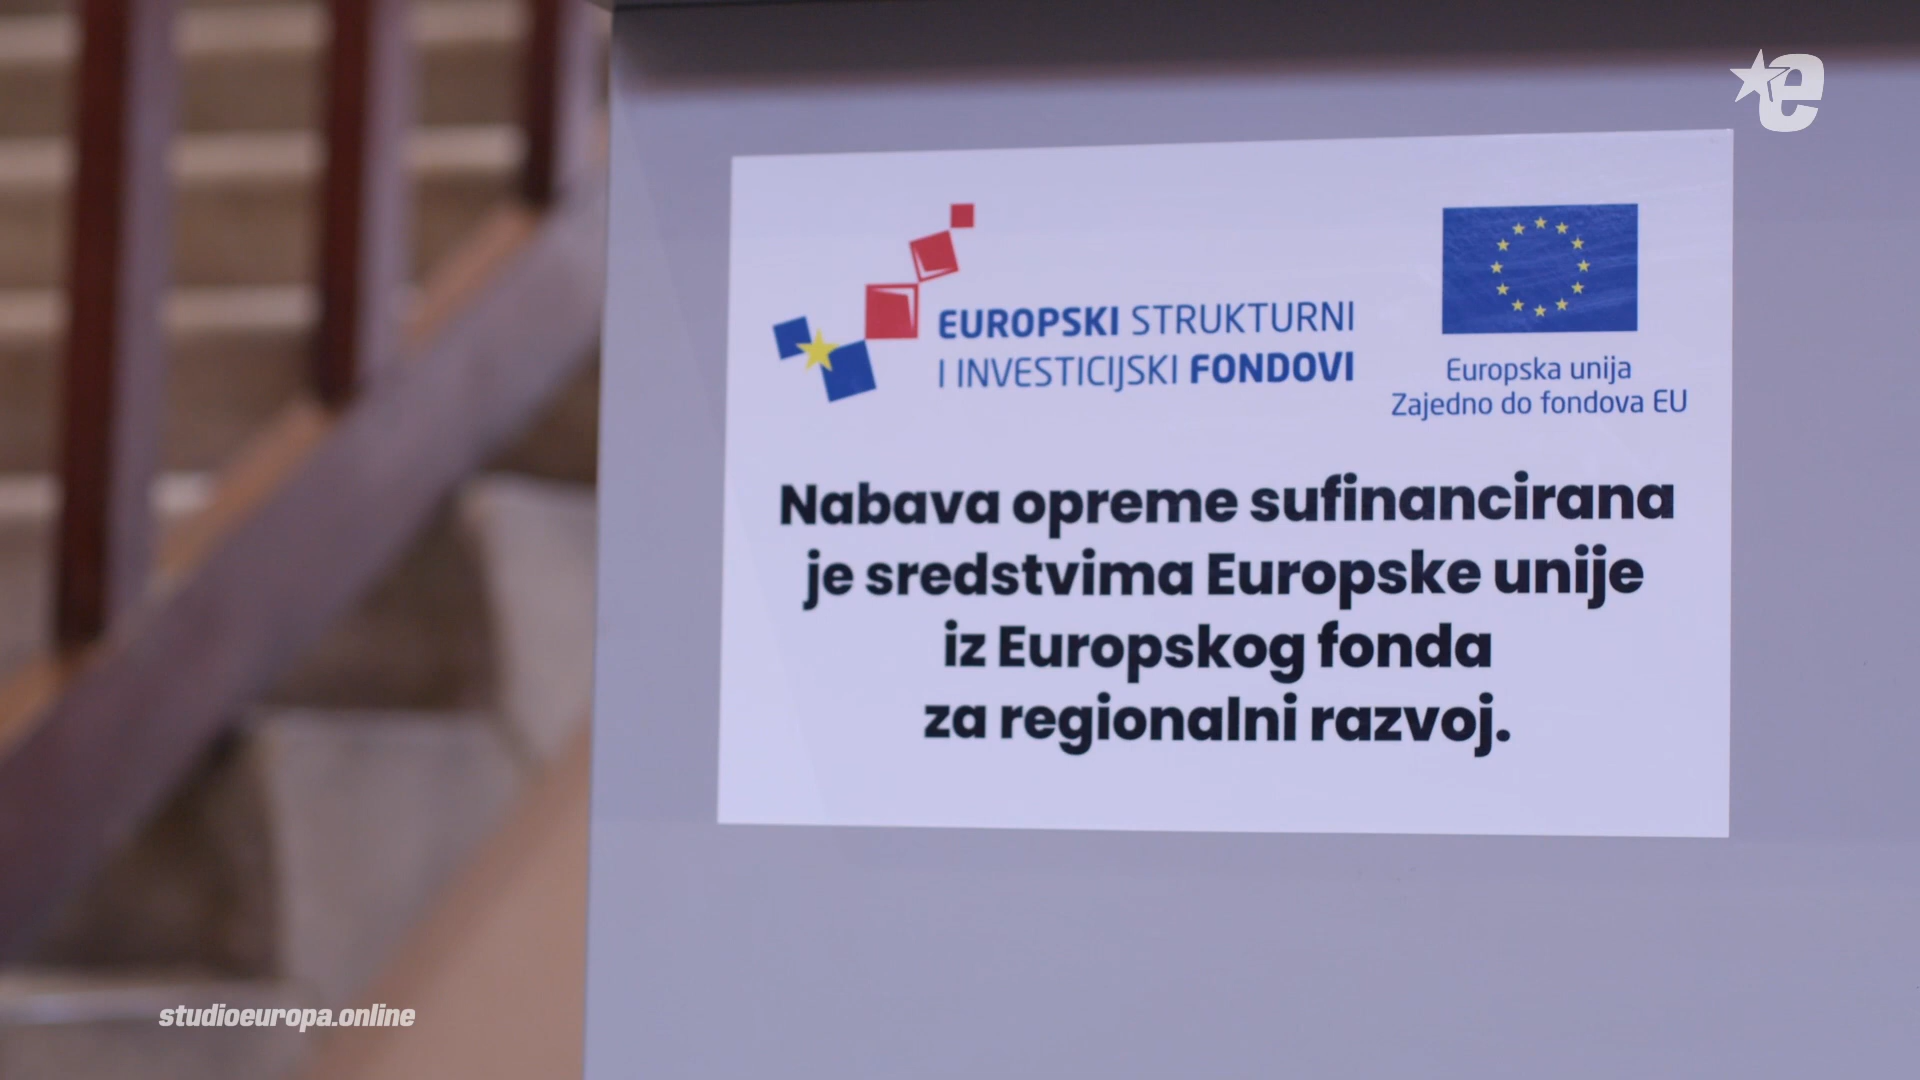 e
EUROPSKI STRUKTURNI
I INVESTICIJSKI FONDOVI
Europska unija
Zajedno do fondova EU
Nabava opreme sufinancirana
je sredstvima Europske unije
iz Europskog fonda
za regionalni razvoj.
studioeuropa.online